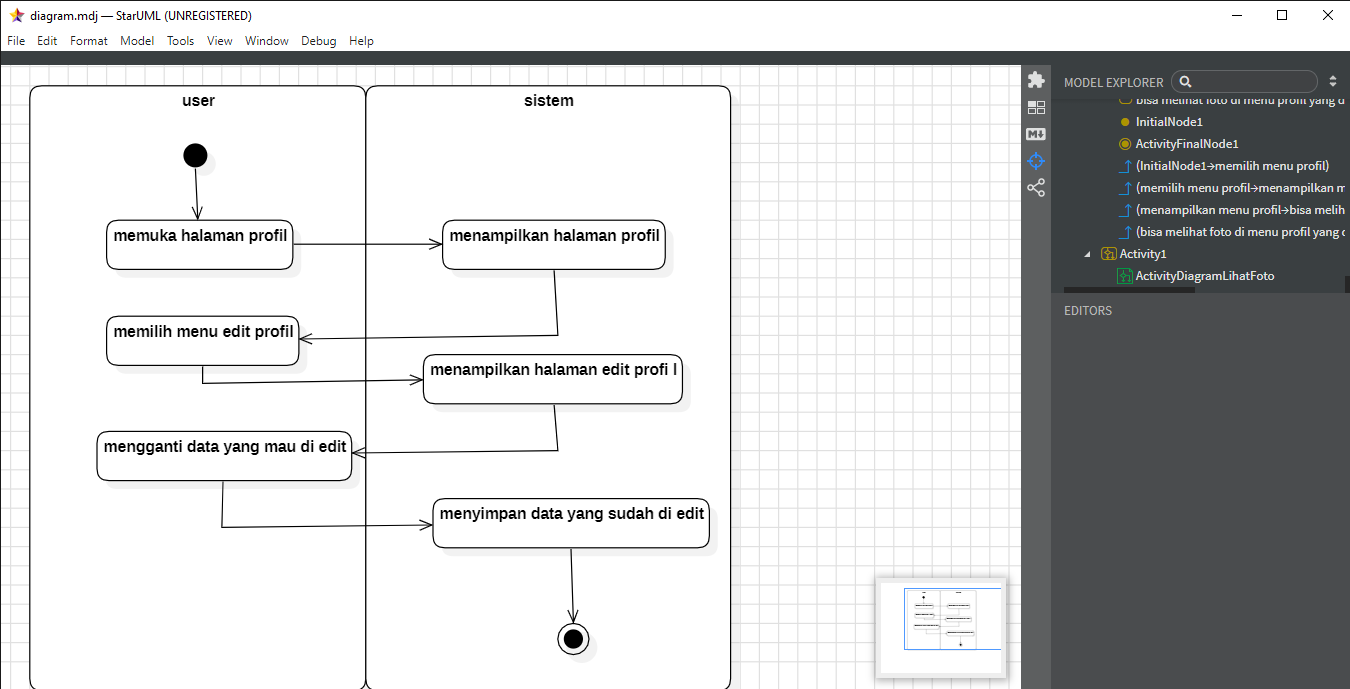 diagram.mdj — StarUML (UNREGISTERED)
File Edit Format Model Tools View Window Debug Help
user
sistem
memuka halaman profil
menampilkan halaman profil
memilih menu edit profil
menampilkan halaman edit profi l
mengganti data yang mau di edit
menyimpan data yang sudah di edit
M
MODEL EXPLORER
bisa melihat foto di menu profil yang d
InitialNode1
ActivityFinalNode1
(InitialNode1→memilih menu profil)
(memilih menu profil→menampilkan m
(menampilkan menu profil→bisa melih
(bisa melihat foto di menu profil yang d
Activity1
ActivityDiagramLihatFoto
EDITORS